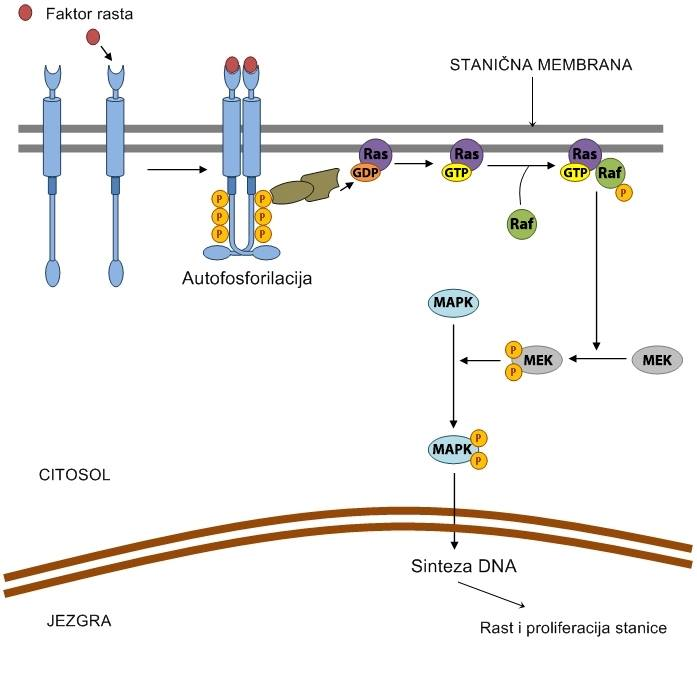 Faktor rasta
STANIČNA MEMBRANA
Ras
GDP
Ras
GTP
Ras
GTP
Raf
P
P
P
P
P
P
P
Raf
Autofosforilacija
MAPK
P
P
MEK
MEK
MAPK
P
P
CITOSOL
Sinteza DNA
JEZGRA
Rast i proliferacija stanice